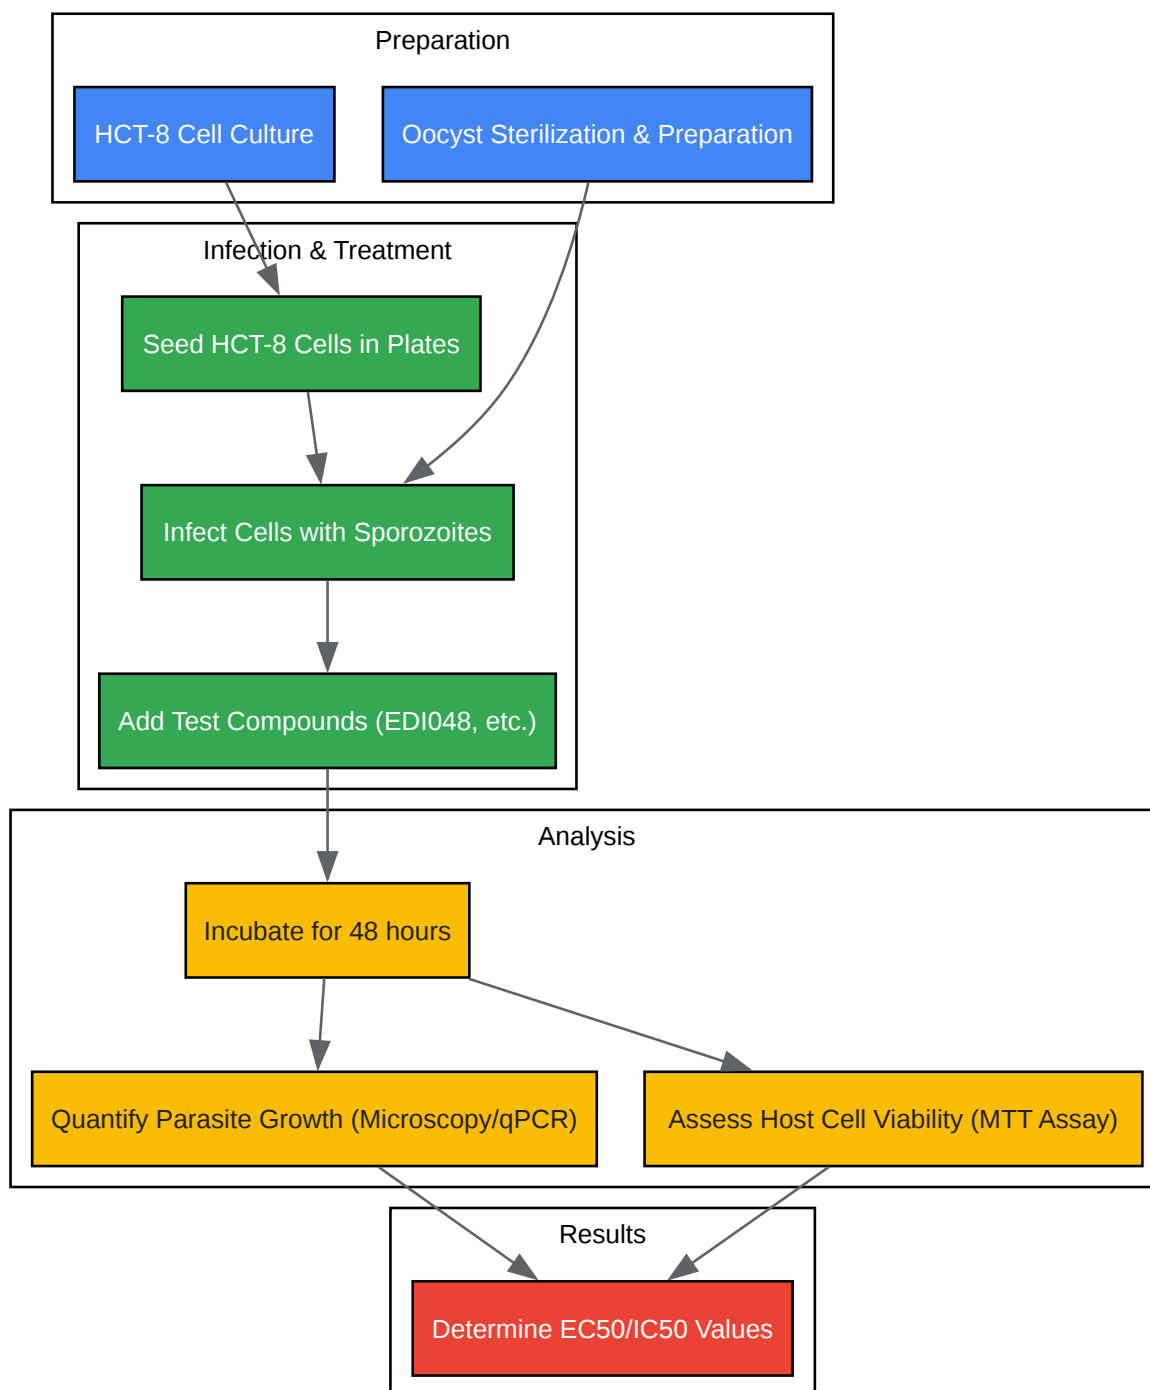 Preparation
HCT-8 Cell Culture
Oocyst Sterilization & Preparation
Infection & Treatment
Seed HCT-8 Cells in Plates
Infect Cells with Sporozoites
Add Test Compounds (EDI048, etc.)
Analysis
Incubate for 48 hours
Quantify Parasite Growth (Microscopy/qPCR)
Assess Host Cell Viability (MTT Assay)
Results
Determine EC50/IC50 Values